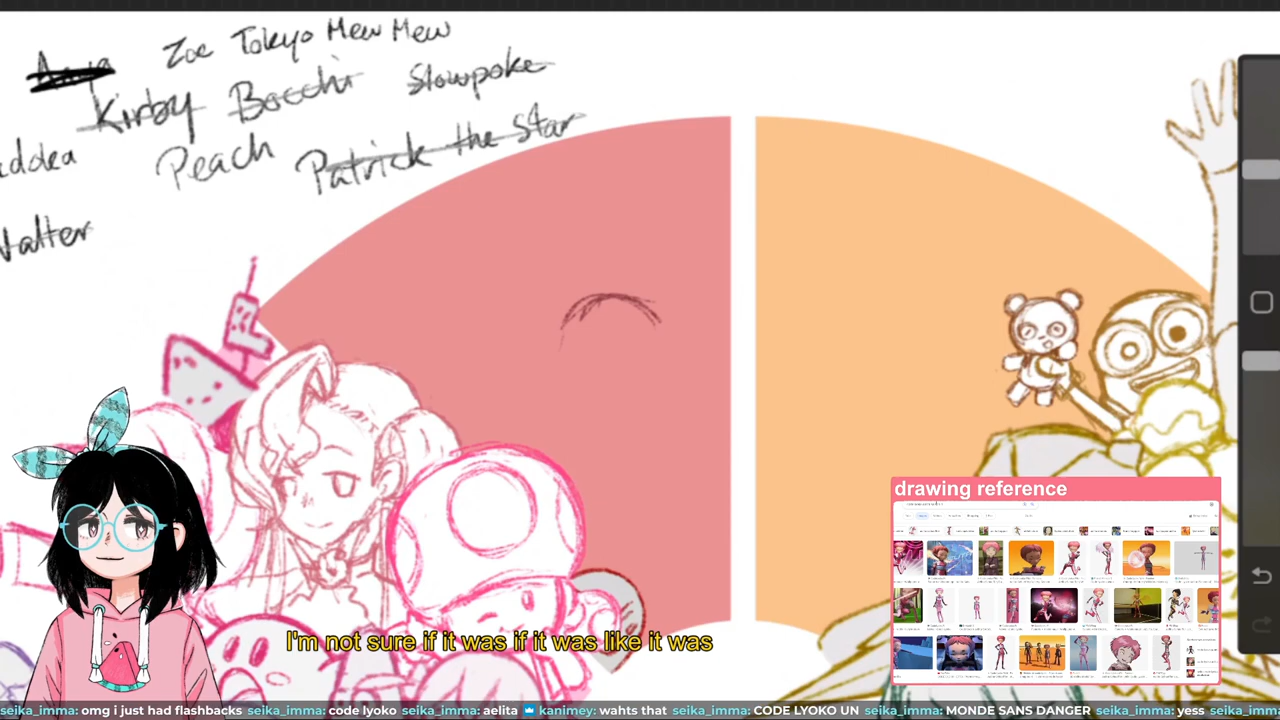 Zoe Tokyo Mew Mew
Kirby Bocchi Slowpoke
Peach Patrick the Star
drawing reference
I'm not sure if it was if it was like it was
seika_imma: omg i just had flashbacks seika_imma: code lyoko seika_imma: aelita kanimey: wahts that seika_imma: CODE LYOKO UN seika_imma: MONDE SANS DANGER seika_imma: yess seika_imma: